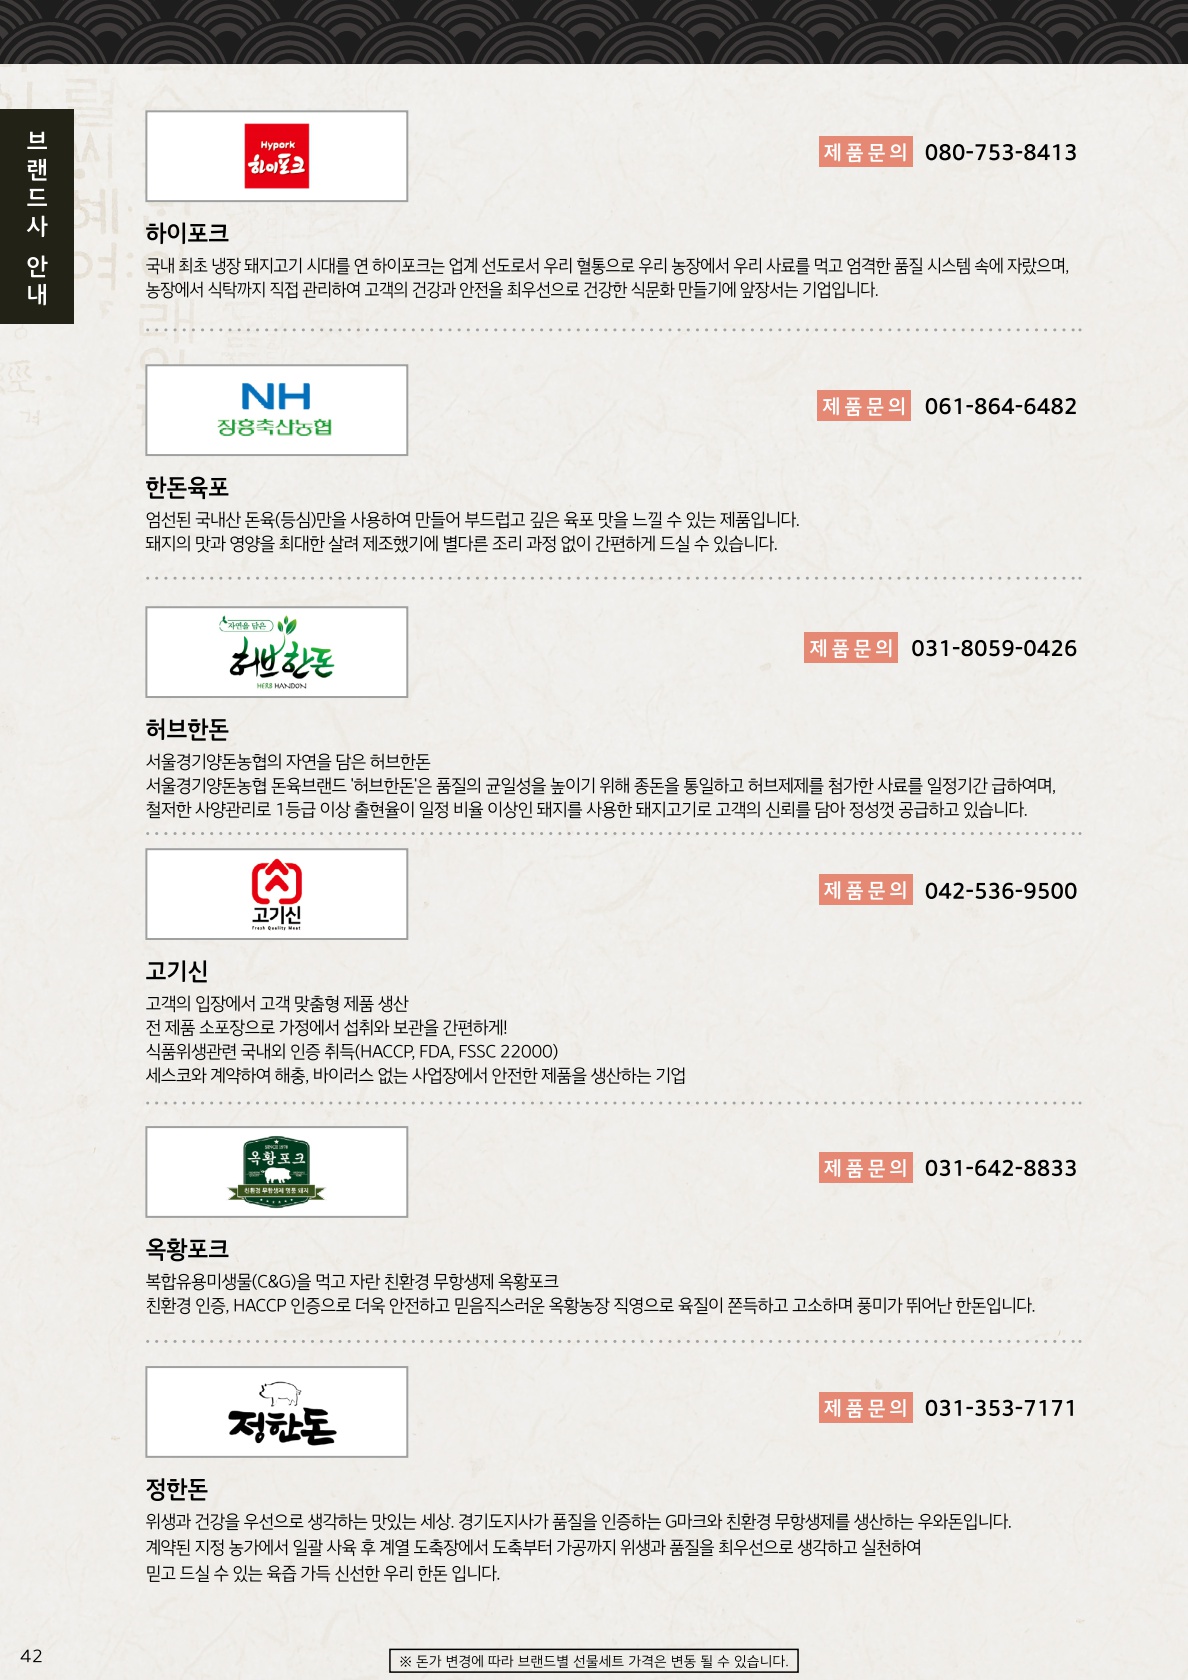 브랜드사 안내
Hypork
하이포크
제품문의 080-753-8413
하이포크
국내 최초 냉장 돼지고기 시대를 연 하이포크는 업계 선도로서 우리 혈통으로 우리 농장에서 우리 사료를 먹고 엄격한 품질 시스템 속에 자랐으며,
농장에서 식탁까지 직접 관리하여 고객의 건강과 안전을 최우선으로 건강한 식문화 만들기에 앞장서는 기업입니다.
NH
장흥축산농협
제품문의 061-864-6482
한돈육포
엄선된 국내산 돈육(등심)만을 사용하여 만들어 부드럽고 깊은 육포 맛을 느낄 수 있는 제품입니다.
돼지의 맛과 영양을 최대한 살려 제조했기에 별다른 조리 과정 없이 간편하게 드실 수 있습니다.
자연을 담은
허브한돈
HERB HANDON
제품문의 031-8059-0426
허브한돈
서울경기양돈농협의 자연을 담은 허브한돈
서울경기양돈농협 돈육브랜드 '허브한돈'은 품질의 균일성을 높이기 위해 종돈을 통일하고 허브제제를 첨가한 사료를 일정기간 급하여며,
철저한 사양관리로 1등급 이상 출현율이 일정 비율 이상인 돼지를 사용한 돼지고기로 고객의 신뢰를 담아 정성껏 공급하고 있습니다.
고기신
Fresh Quality Meat
제품문의 042-536-9500
고기신
고객의 입장에서 고객 맞춤형 제품 생산
전 제품 소포장으로 가정에서 섭취와 보관을 간편하게!
식품위생관련 국내외 인증 취득(HACCP, FDA, FSSC 22000)
세스코와 계약하여 해충, 바이러스 없는 사업장에서 안전한 제품을 생산하는 기업
SINCE 1978
옥황포크
친환경 무항생제 명품 돼지
제품문의 031-642-8833
옥황포크
복합유용미생물(C&G)을 먹고 자란 친환경 무항생제 옥황포크
친환경 인증, HACCP 인증으로 더욱 안전하고 믿음직스러운 옥황농장 직영으로 육질이 쫀득하고 고소하며 풍미가 뛰어난 한돈입니다.
정한돈
제품문의 031-353-7171
정한돈
위생과 건강을 우선으로 생각하는 맛있는 세상. 경기도지사가 품질을 인증하는 G마크와 친환경 무항생제를 생산하는 우와돈입니다.
계약된 지정 농가에서 일괄 사육 후 계열 도축장에서 도축부터 가공까지 위생과 품질을 최우선으로 생각하고 실천하여
믿고 드실 수 있는 육즙 가득 신선한 우리 한돈 입니다.
42
※ 돈가 변경에 따라 브랜드별 선물세트 가격은 변동 될 수 있습니다.